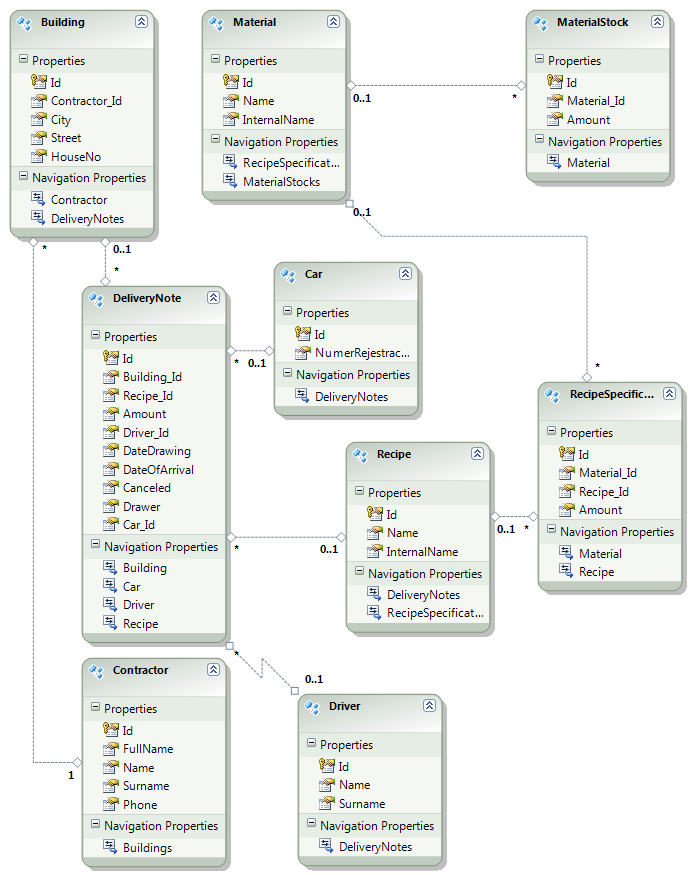 Building
Properties
Id
Contractor_Id
City
Street
HouseNo
Navigation Properties
Contractor
DeliveryNotes
Material
Properties
Id
Name
InternalName
Navigation Properties
RecipeSpecificat...
MaterialStocks
MaterialStock
Properties
Id
Material_Id
Amount
Navigation Properties
Material
0..1
*
0..1
*
*
0..1
*
DeliveryNote
Properties
Id
Building_Id
Recipe_Id
Amount
Driver_Id
DateDrawing
DateOfArrival
Canceled
Drawer
Car_Id
Navigation Properties
Building
Car
Driver
Recipe
Car
Properties
Id
NumerRejestrac...
Navigation Properties
DeliveryNotes
*
0..1
Recipe
Properties
Id
Name
InternalName
Navigation Properties
DeliveryNotes
RecipeSpecificat...
*
0..1
RecipeSpecific...
Properties
Id
Material_Id
Recipe_Id
Amount
Navigation Properties
Material
Recipe
0..1
*
*
0..1
Contractor
Properties
Id
FullName
Name
Surname
Phone
Navigation Properties
Buildings
1
Driver
Properties
Id
Name
Surname
Navigation Properties
DeliveryNotes